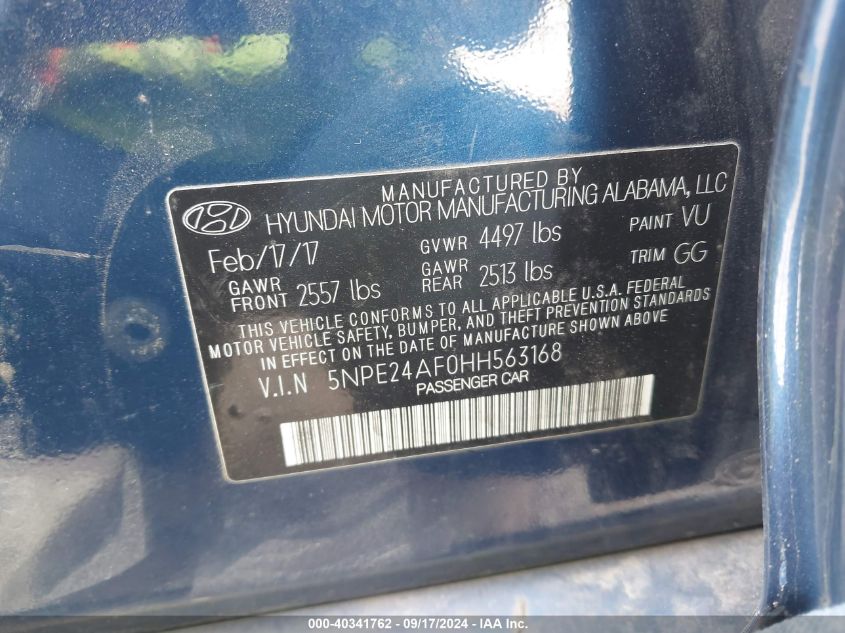 MANUFACTURED BY
HYUNDAI MOTOR MANUFACTURING ALABAMA, LLC
Feb/17/17 GVWR 4497 lbs PAINT VU
GAWR FRONT 2557 lbs GAWR REAR 2513 lbs TRIM GG
THIS VEHICLE CONFORMS TO ALL APPLICABLE U.S.A. FEDERAL
MOTOR VEHICLE SAFETY, BUMPER, AND THEFT PREVENTION STANDARDS
IN EFFECT ON THE DATE OF MANUFACTURE SHOWN ABOVE
V.I.N 5NPE24AF0HH563168
PASSENGER CAR
000-40341762 - 09/17/2024 - IAAI.COM